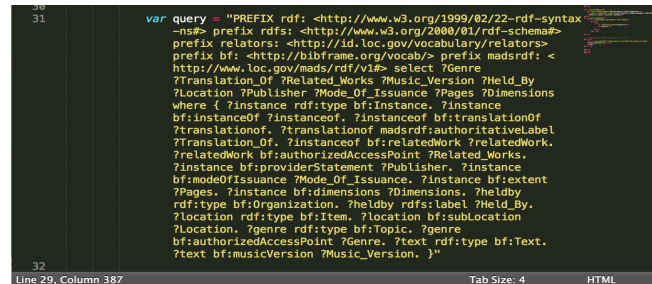 30
31 var query = "PREFIX rdf: <http://www.w3.org/1999/02/22-rdf-syntax
-ns#> prefix rdfs: <http://www.w3.org/2000/01/rdf-schema#>
prefix relators: <http://id.loc.gov/vocabulary/relators>
prefix bf: <http://bibframe.org/vocab/> prefix madsrdf: <
http://www.loc.gov/mads/rdf/v1#> select ?Genre
?Translation_Of ?Related_Works ?Music_Version ?Held_By
?Location ?Publisher ?Mode_Of_Issuance ?Pages ?Dimensions
where { ?instance rdf:type bf:Instance. ?instance
bf:instanceOf ?instanceof. ?instanceof bf:translationOf
?translationof. ?translationof madsrdf:authoritativeLabel
?Translation_Of. ?instanceof bf:relatedWork ?relatedWork.
?relatedWork bf:authorizedAccessPoint ?Related_Works.
?instance bf:providerStatement ?Publisher. ?instance
bf:modeOfIssuance ?Mode_Of_Issuance. ?instance bf:extent
?Pages. ?instance bf:dimensions ?Dimensions. ?heldby
rdf:type bf:Organization. ?heldby rdfs:label ?Held_By.
?location rdf:type bf:Item. ?location bf:subLocation
?Location. ?genre rdf:type bf:Topic. ?genre
bf:authorizedAccessPoint ?Genre. ?text rdf:type bf:Text.
?text bf:musicVersion ?Music_Version. }"
32
Line 29, Column 387 Tab Size: 4 HTML